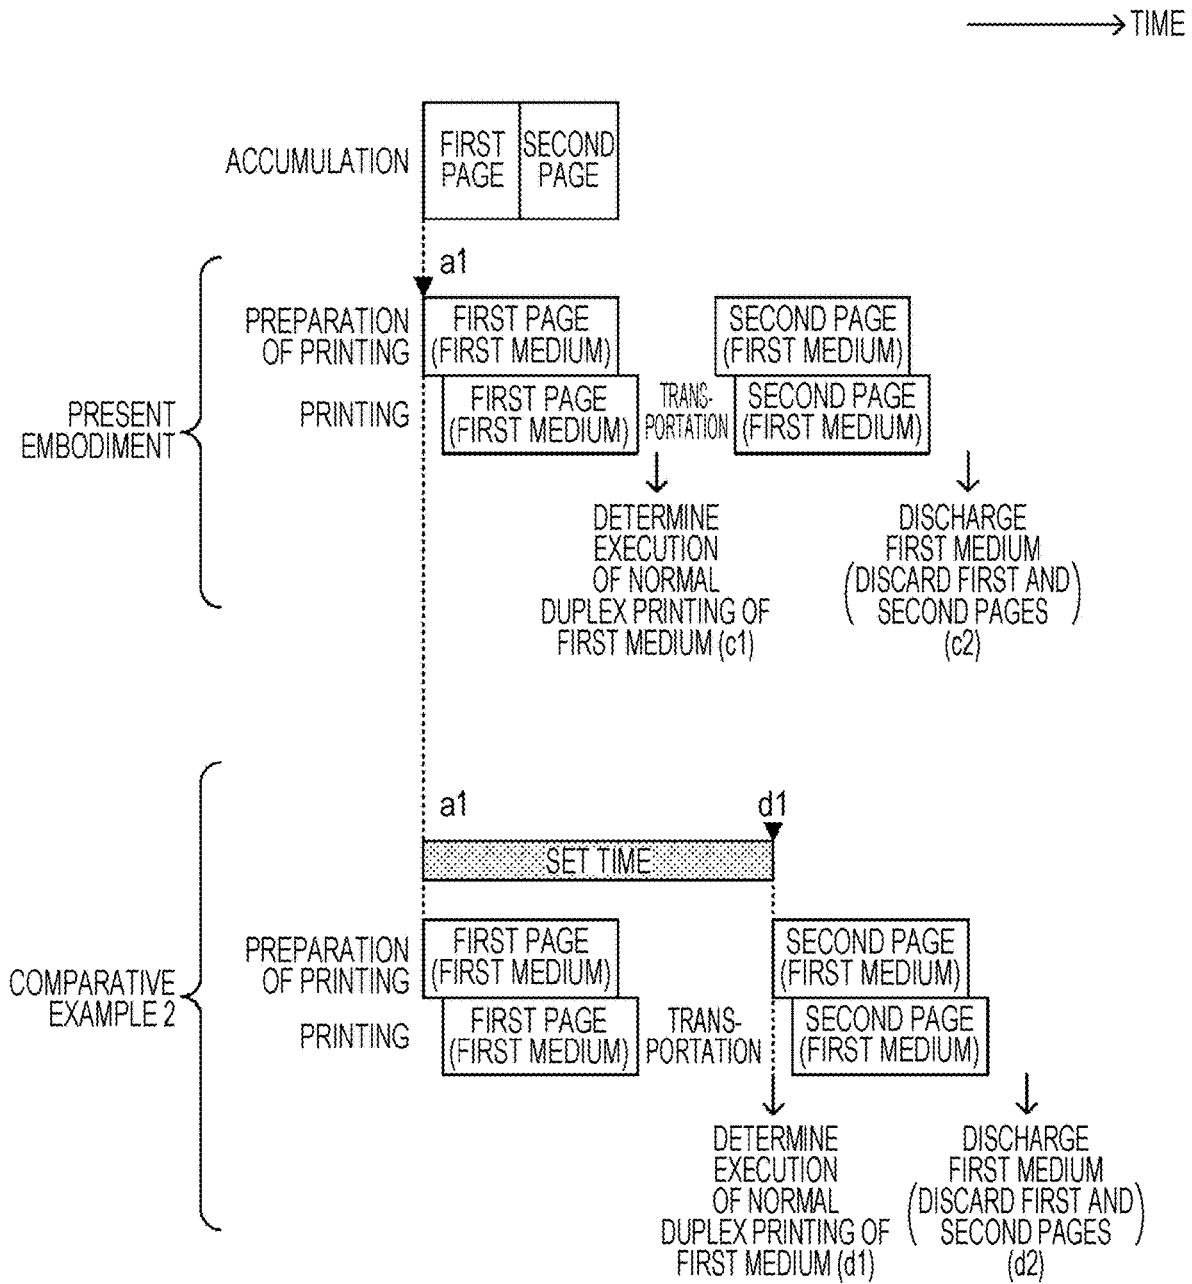 TIME
ACCUMULATION
FIRST
PAGE
SECOND
PAGE
a1
PRESENT
EMBODIMENT
PREPARATION
OF PRINTING
FIRST PAGE
(FIRST MEDIUM)
SECOND PAGE
(FIRST MEDIUM)
PRINTING
FIRST PAGE
(FIRST MEDIUM)
TRANS-
PORTATION
SECOND PAGE
(FIRST MEDIUM)
DETERMINE
EXECUTION
OF NORMAL
DUPLEX PRINTING OF
FIRST MEDIUM (c1)
DISCHARGE
FIRST MEDIUM
(DISCARD FIRST AND
SECOND PAGES)
(c2)
COMPARATIVE
EXAMPLE 2
a1
d1
SET TIME
PREPARATION
OF PRINTING
FIRST PAGE
(FIRST MEDIUM)
SECOND PAGE
(FIRST MEDIUM)
PRINTING
FIRST PAGE
(FIRST MEDIUM)
TRANS-
PORTATION
SECOND PAGE
(FIRST MEDIUM)
DETERMINE
EXECUTION
OF NORMAL
DUPLEX PRINTING OF
FIRST MEDIUM (d1)
DISCHARGE
FIRST MEDIUM
(DISCARD FIRST AND
SECOND PAGES)
(d2)